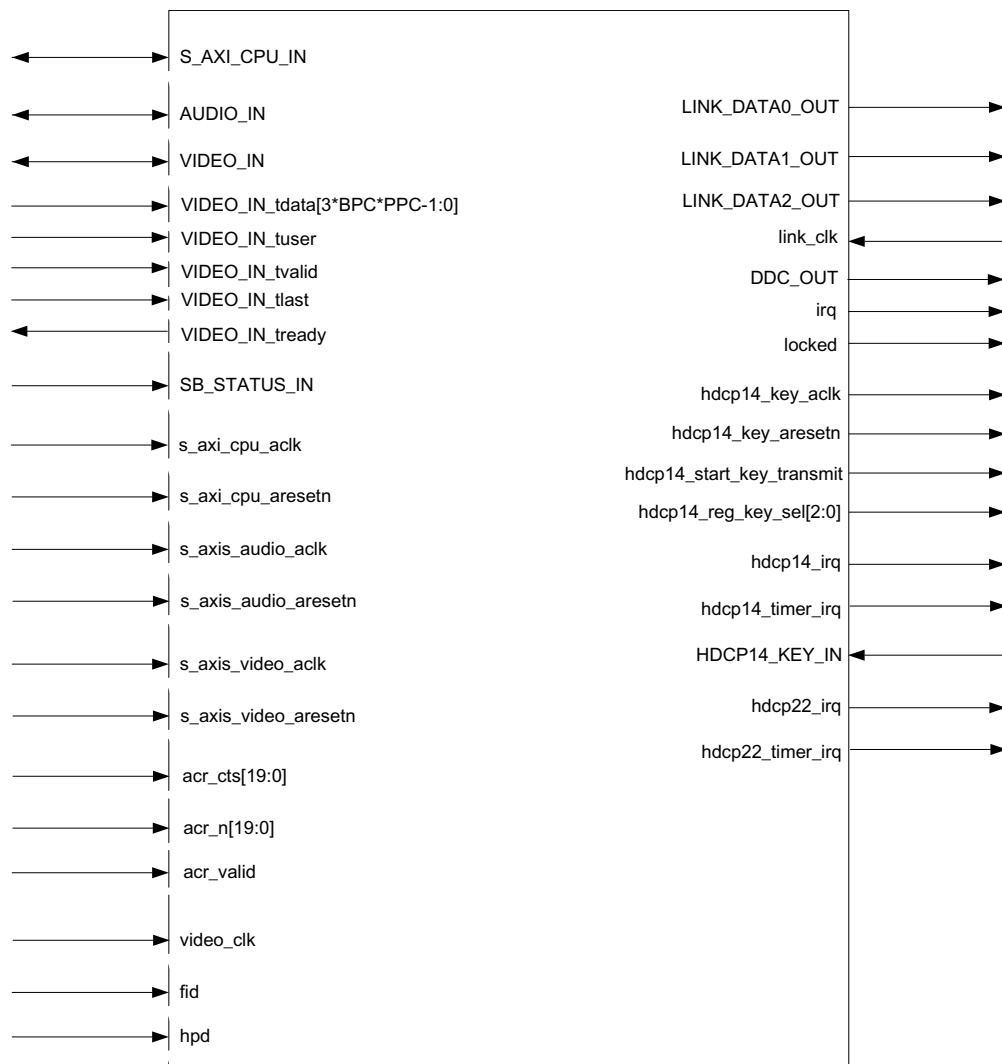 S_AXI_CPU_IN
AUDIO_IN
VIDEO_IN
VIDEO_IN_tdata[3*BPC*PPC-1:0]
VIDEO_IN_tuser
VIDEO_IN_tvalid
VIDEO_IN_tlast
VIDEO_IN_tready
SB_STATUS_IN
s_axi_cpu_aclk
s_axi_cpu_aresetn
s_axis_audio_aclk
s_axis_audio_aresetn
s_axis_video_aclk
s_axis_video_aresetn
acr_cts[19:0]
acr_n[19:0]
acr_valid
video_clk
fid
hpd
LINK_DATA0_OUT
LINK_DATA1_OUT
LINK_DATA2_OUT
link_clk
DDC_OUT
irq
locked
hdcp14_key_aclk
hdcp14_key_aresetn
hdcp14_start_key_transmit
hdcp14_reg_key_sel[2:0]
hdcp14_irq
hdcp14_timer_irq
HDCP14_KEY_IN
hdcp22_irq
hdcp22_timer_irq